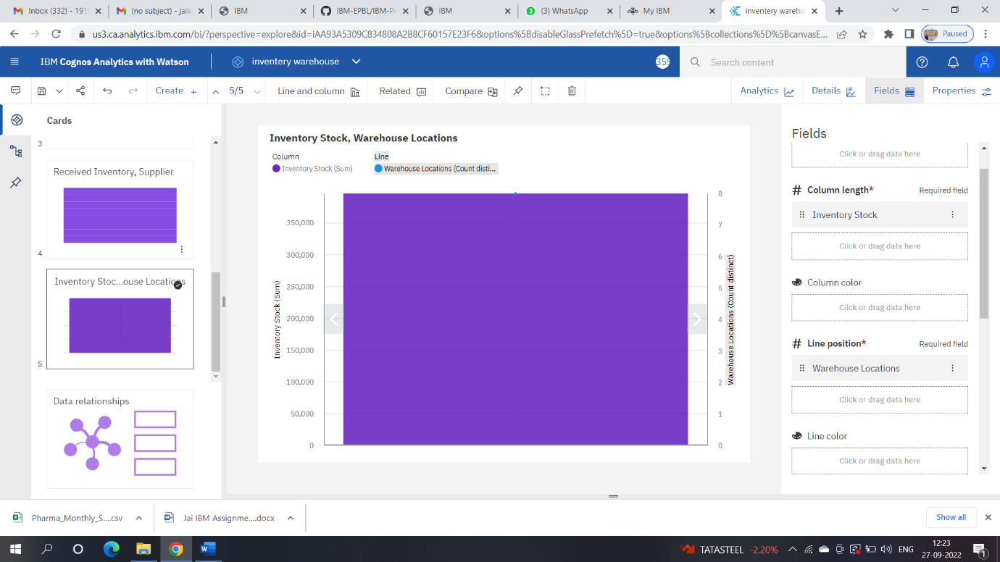 Inbox (332) - 191
(no subject) - jaik
IBM
IBM-EPBL/IBM-Pr
IBM
(3) WhatsApp
My IBM
inventery wareho
us3.ca.analytics.ibm.com/bi/?perspective=explore&id=iAA93A5309C834808A2B8CF60157E23F6&options%5BdisableGlassPrefetch%5D=true&options%5Bcollections%5D%5BcanvasE...
Paused
IBM Cognos Analytics with Watson
inventery warehouse
Search content
Create
5/5
Line and column
Related
Compare
Analytics
Details
Fields
Properties
Cards
3
Received Inventory, Supplier
4
Inventory Stoc...ouse Locations
5
Data relationships
Inventory Stock, Warehouse Locations
Column
Line
Inventory Stock (Sum)
Warehouse Locations (Count disti...
Inventory Stock (Sum)
350,000
300,000
250,000
200,000
150,000
100,000
50,000
0
8
7
6
5
4
3
2
1
0
Warehouse Locations (Count distinct)
Fields
Click or drag data here
# Column length*
Required field
Inventory Stock
Click or drag data here
Column color
Click or drag data here
# Line position*
Required field
Warehouse Locations
Click or drag data here
Line color
Click or drag data here
Pharma_Monthly_S....csv
Jai IBM Assignme....docx
Show all
TATASTEEL -2.20%
ENG
12:23
27-09-2022
1